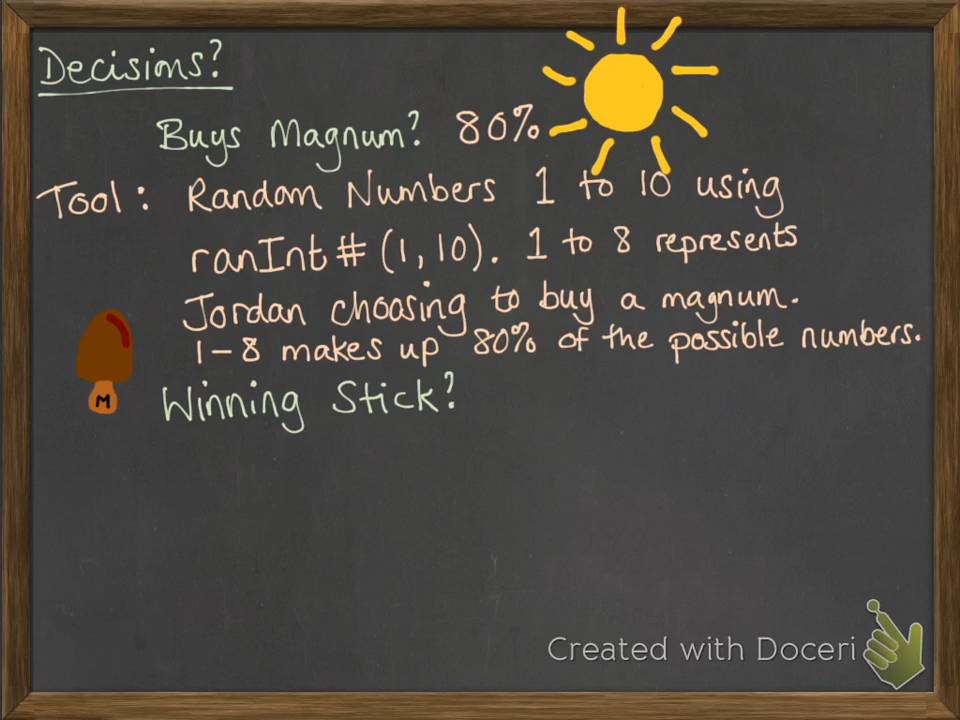 Decisions?
Buys Magnum? 80%
Tool: Random Numbers 1 to 10 using
ranInt#(1,10). 1 to 8 represents
Jordan choosing to buy a magnum.
1-8 makes up 80% of the possible numbers.
M
Winning Stick?
Created with Doceri